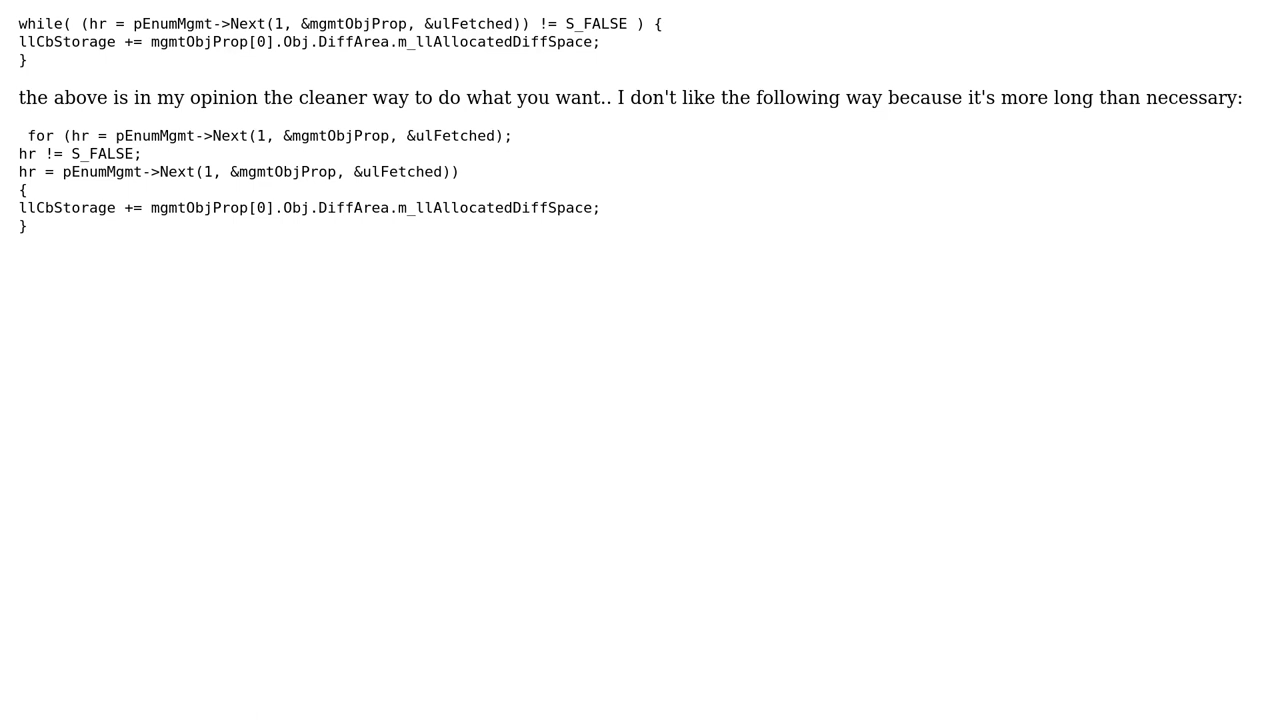 while( (hr = pEnumMgmt->Next(1, &mgmtObjProp, &ulFetched)) != S_FALSE ) {
llCbStorage += mgmtObjProp[0].Obj.DiffArea.m_llAllocatedDiffSpace;
}
the above is in my opinion the cleaner way to do what you want.. I don't like the following way because it's more long than necessary:
for (hr = pEnumMgmt->Next(1, &mgmtObjProp, &ulFetched);
hr != S_FALSE;
hr = pEnumMgmt->Next(1, &mgmtObjProp, &ulFetched))
{
llCbStorage += mgmtObjProp[0].Obj.DiffArea.m_llAllocatedDiffSpace;
}